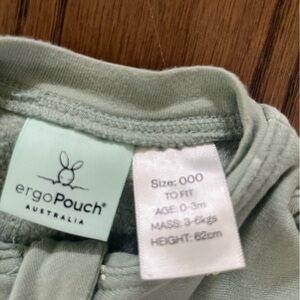 ergoPouch®
AUSTRALIA
Size: 000
TO FIT
AGE: 0-3m
MASS: 3-6kgs
HEIGHT: 62cm